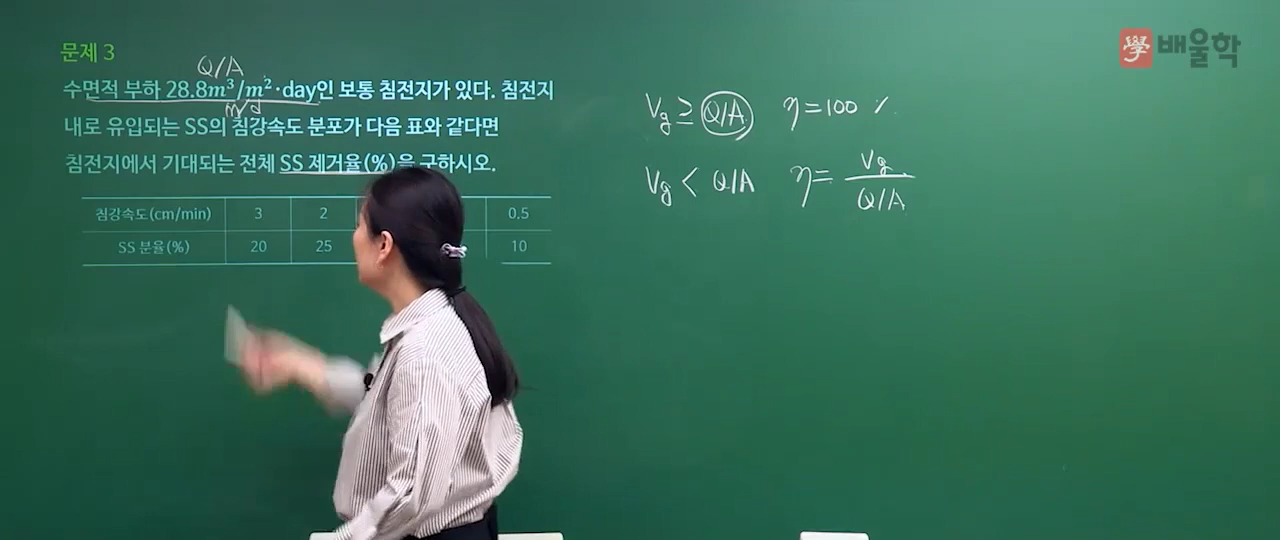 문제 3
學 배울학
Q/A
수면적 부하 28.8m³/m²·day인 보통 침전지가 있다. 침전지
m/d
내로 유입되는 SS의 침강속도 분포가 다음 표와 같다면
침전지에서 기대되는 전체 SS 제거율(%)을 구하시오.
침강속도(cm/min) 3 2 0.5
SS 분율(%) 20 25 10
Vg ≥ Q/A η = 100 %
Vg < Q/A η = Vg / Q/A